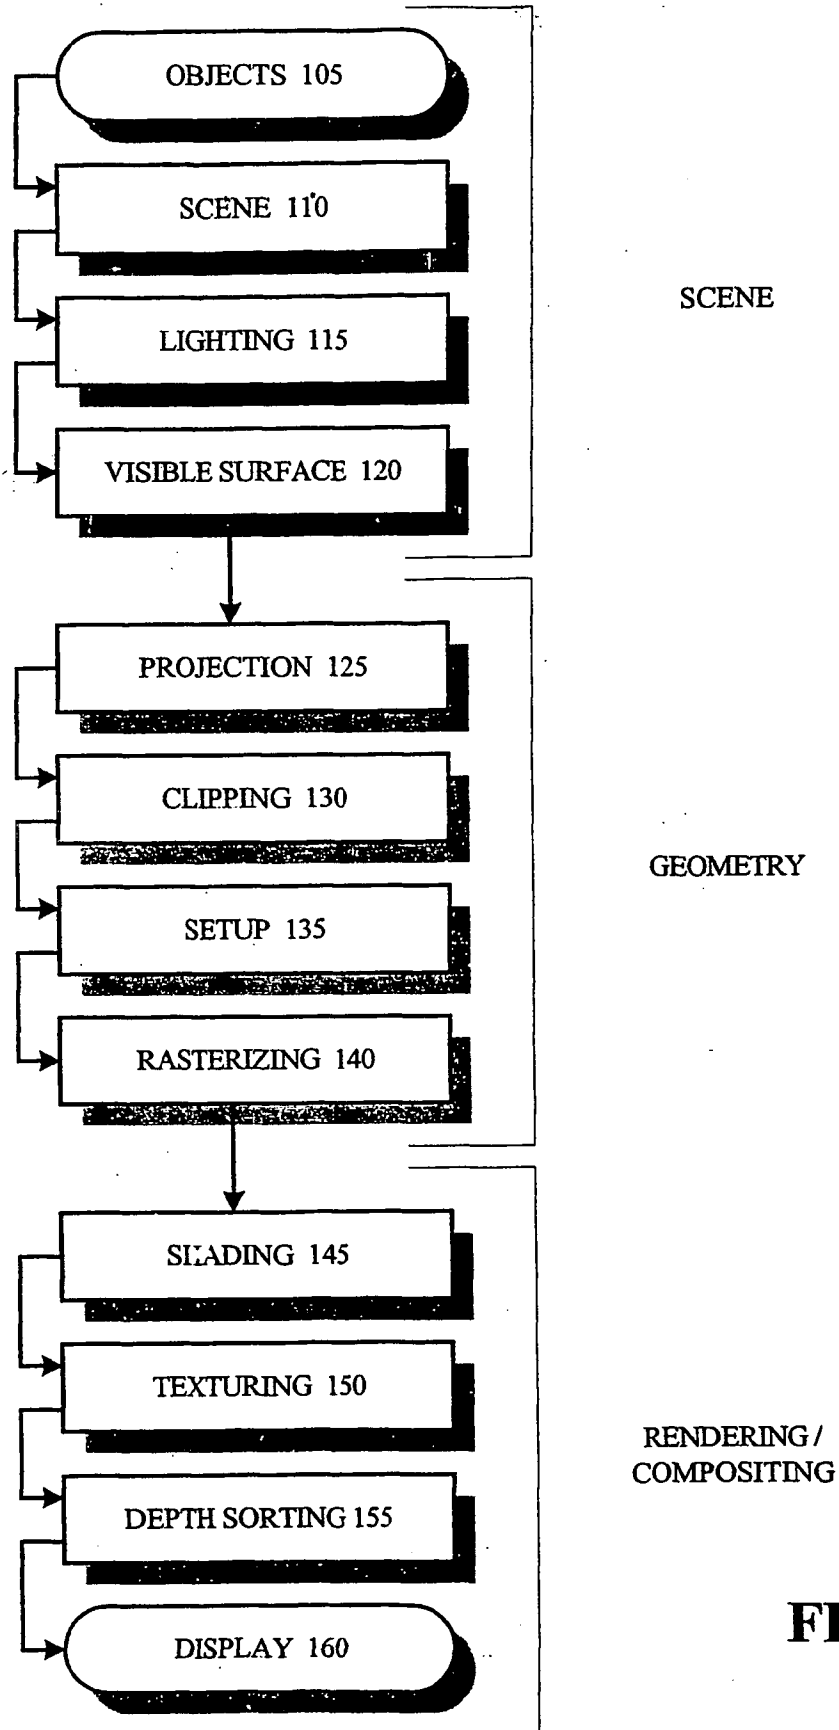 OBJECTS 105
SCENE 110
LIGHTING 115
VISIBLE SURFACE 120
SCENE
PROJECTION 125
CLIPPING 130
SETUP 135
RASTERIZING 140
GEOMETRY
SHADING 145
TEXTURING 150
DEPTH SORTING 155
DISPLAY 160
RENDERING /
COMPOSITING